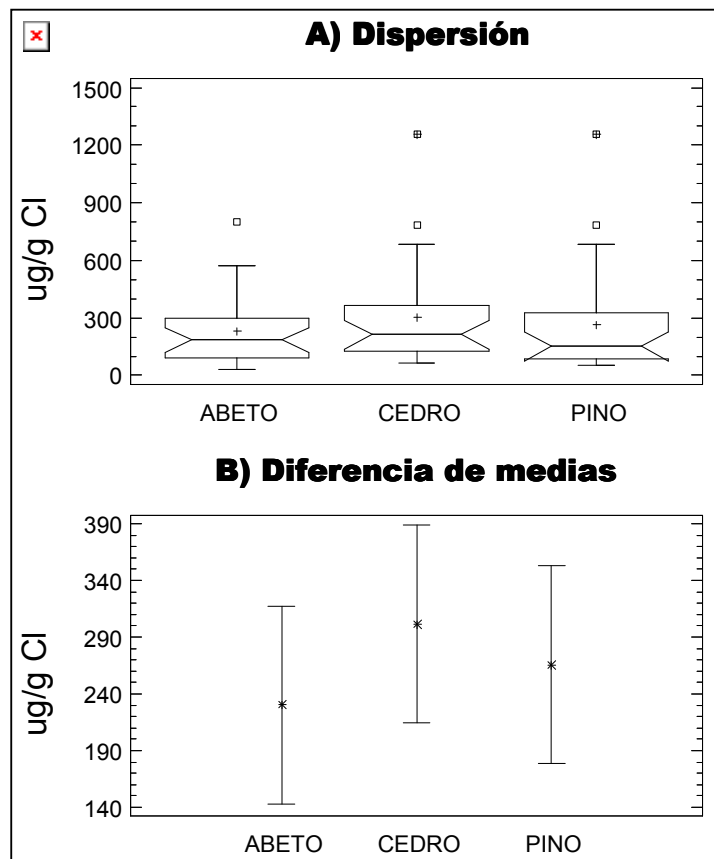 A) Dispersión
ug/g Cl
1500
1200
900
600
300
0
ABETO CEDRO PINO
B) Diferencia de medias
ug/g Cl
390
340
290
240
190
140
ABETO CEDRO PINO